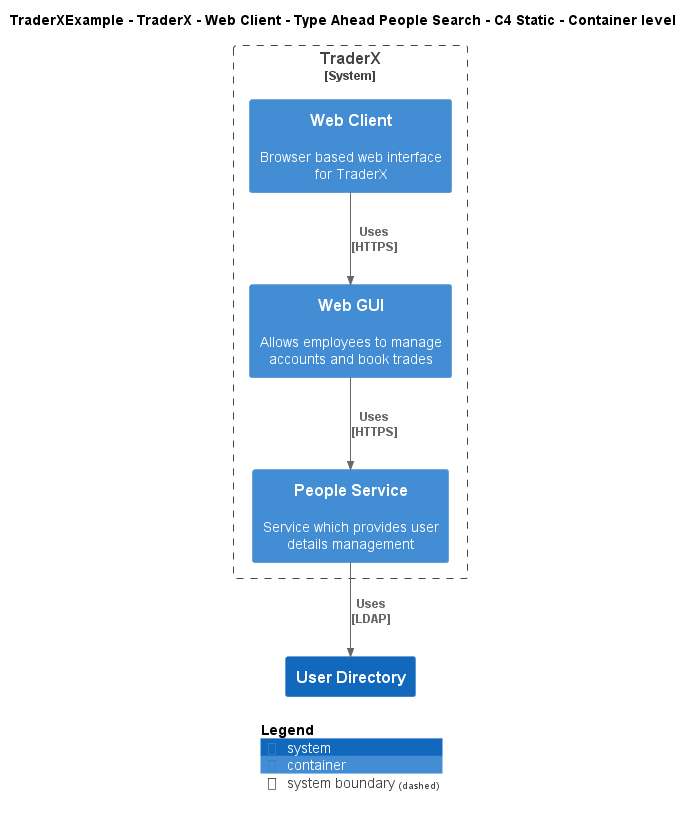 TraderXExample - TraderX - Web Client - Type Ahead People Search - C4 Static - Container level
TraderX
[System]
Web Client
Browser based web interface
for TraderX
Uses
[HTTPS]
Web GUI
Allows employees to manage
accounts and book trades
Uses
[HTTPS]
People Service
Service which provides user
details management
Uses
[LDAP]
User Directory
Legend
system
container
system boundary (dashed)